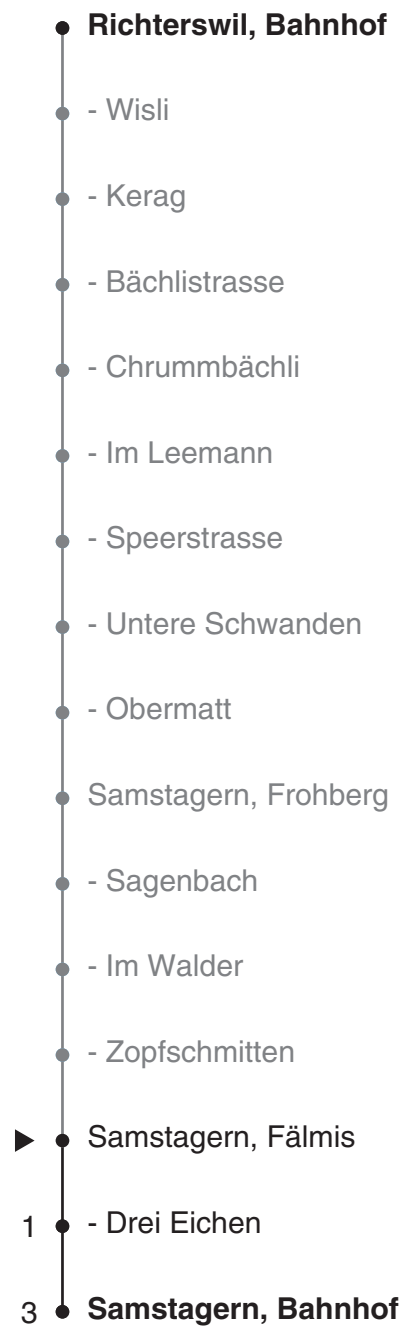 Richterswil, Bahnhof
- Wisli
- Kerag
- Bächlistrasse
- Chrummbächli
- Im Leemann
- Speerstrasse
- Untere Schwanden
- Obermatt
Samstagern, Frohberg
- Sagenbach
- Im Walder
- Zopfschmitten
Samstagern, Fälmis
1 - Drei Eichen
3 Samstagern, Bahnhof